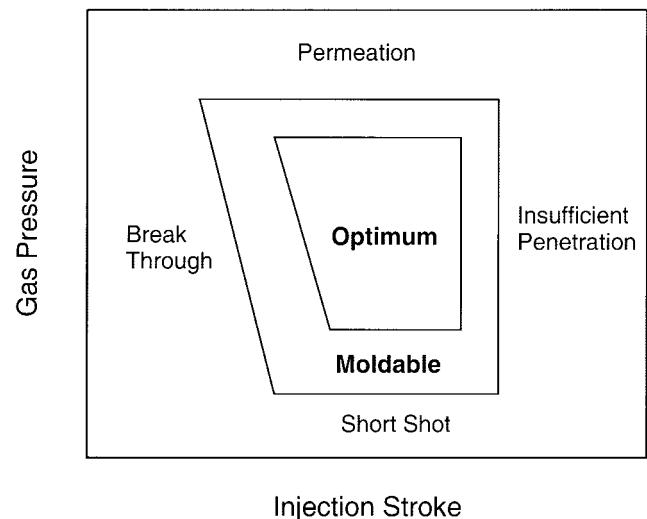 Permeation
Gas Pressure
Break
Through
Optimum
Insufficient
Penetration
Moldable
Short Shot
Injection Stroke